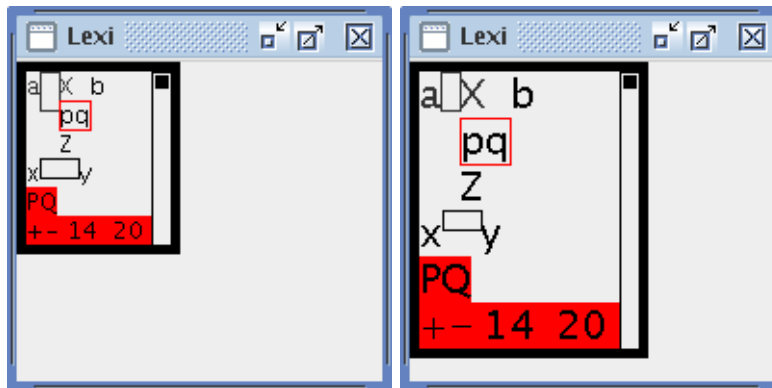 Lexi
a X b
pq
Z
x y
PQ
+- 14 20
Lexi
a X b
pq
Z
x y
PQ
+- 14 20